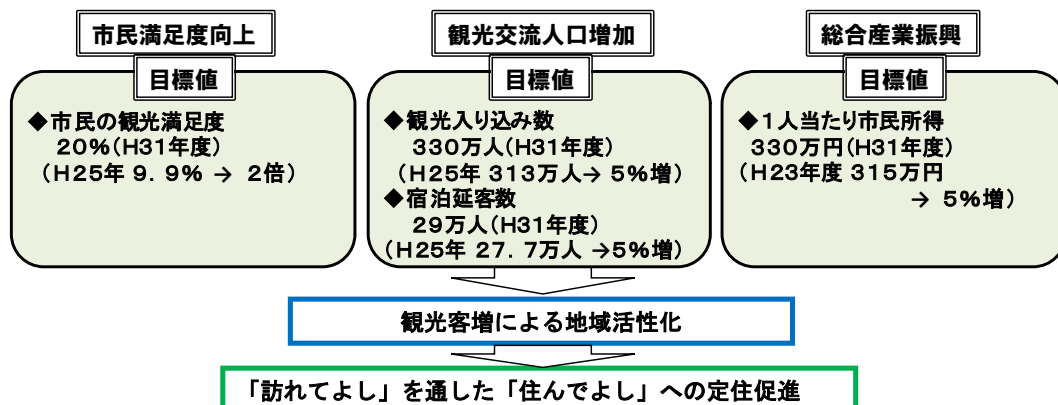 市民満足度向上
目標値
◆市民の観光満足度
20%(H31年度)
(H25年 9.9% → 2倍)
観光交流人口増加
目標値
◆観光入り込み数
330万人(H31年度)
(H25年 313万人→ 5%増)
◆宿泊延客数
29万人(H31年度)
(H25年 27.7万人 →5%増)
総合産業振興
目標値
◆1人当たり市民所得
330万円(H31年度)
(H23年度 315万円
→ 5%増)
観光客増による地域活性化
「訪れてよし」を通した「住んでよし」への定住促進